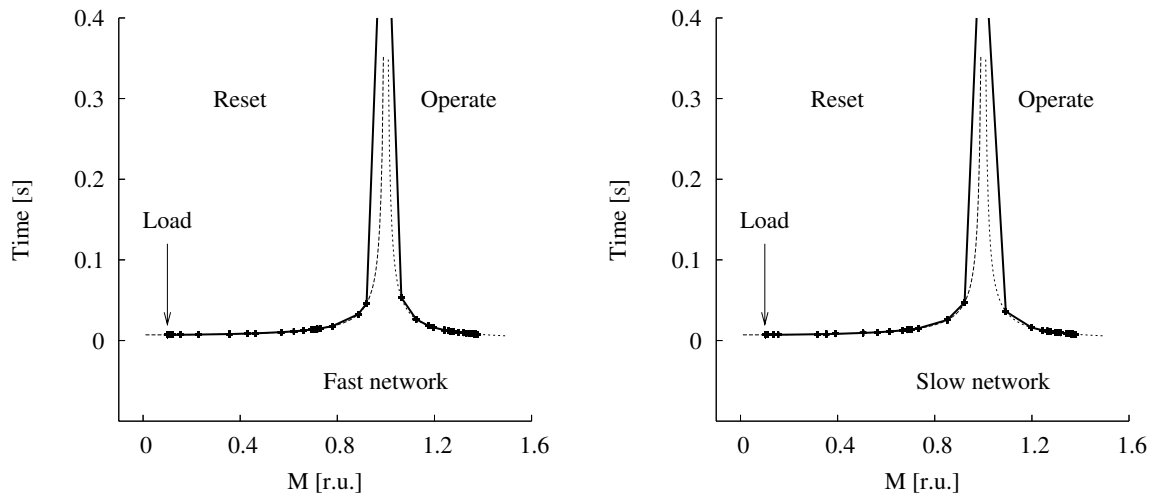 0.4
0.3
0.2
0.1
0
Time [s]
Reset
Operate
Load
Fast network
0 0.4 0.8 1.2 1.6
M [r.u.]
0.4
0.3
0.2
0.1
0
Time [s]
Reset
Operate
Load
Slow network
0 0.4 0.8 1.2 1.6
M [r.u.]